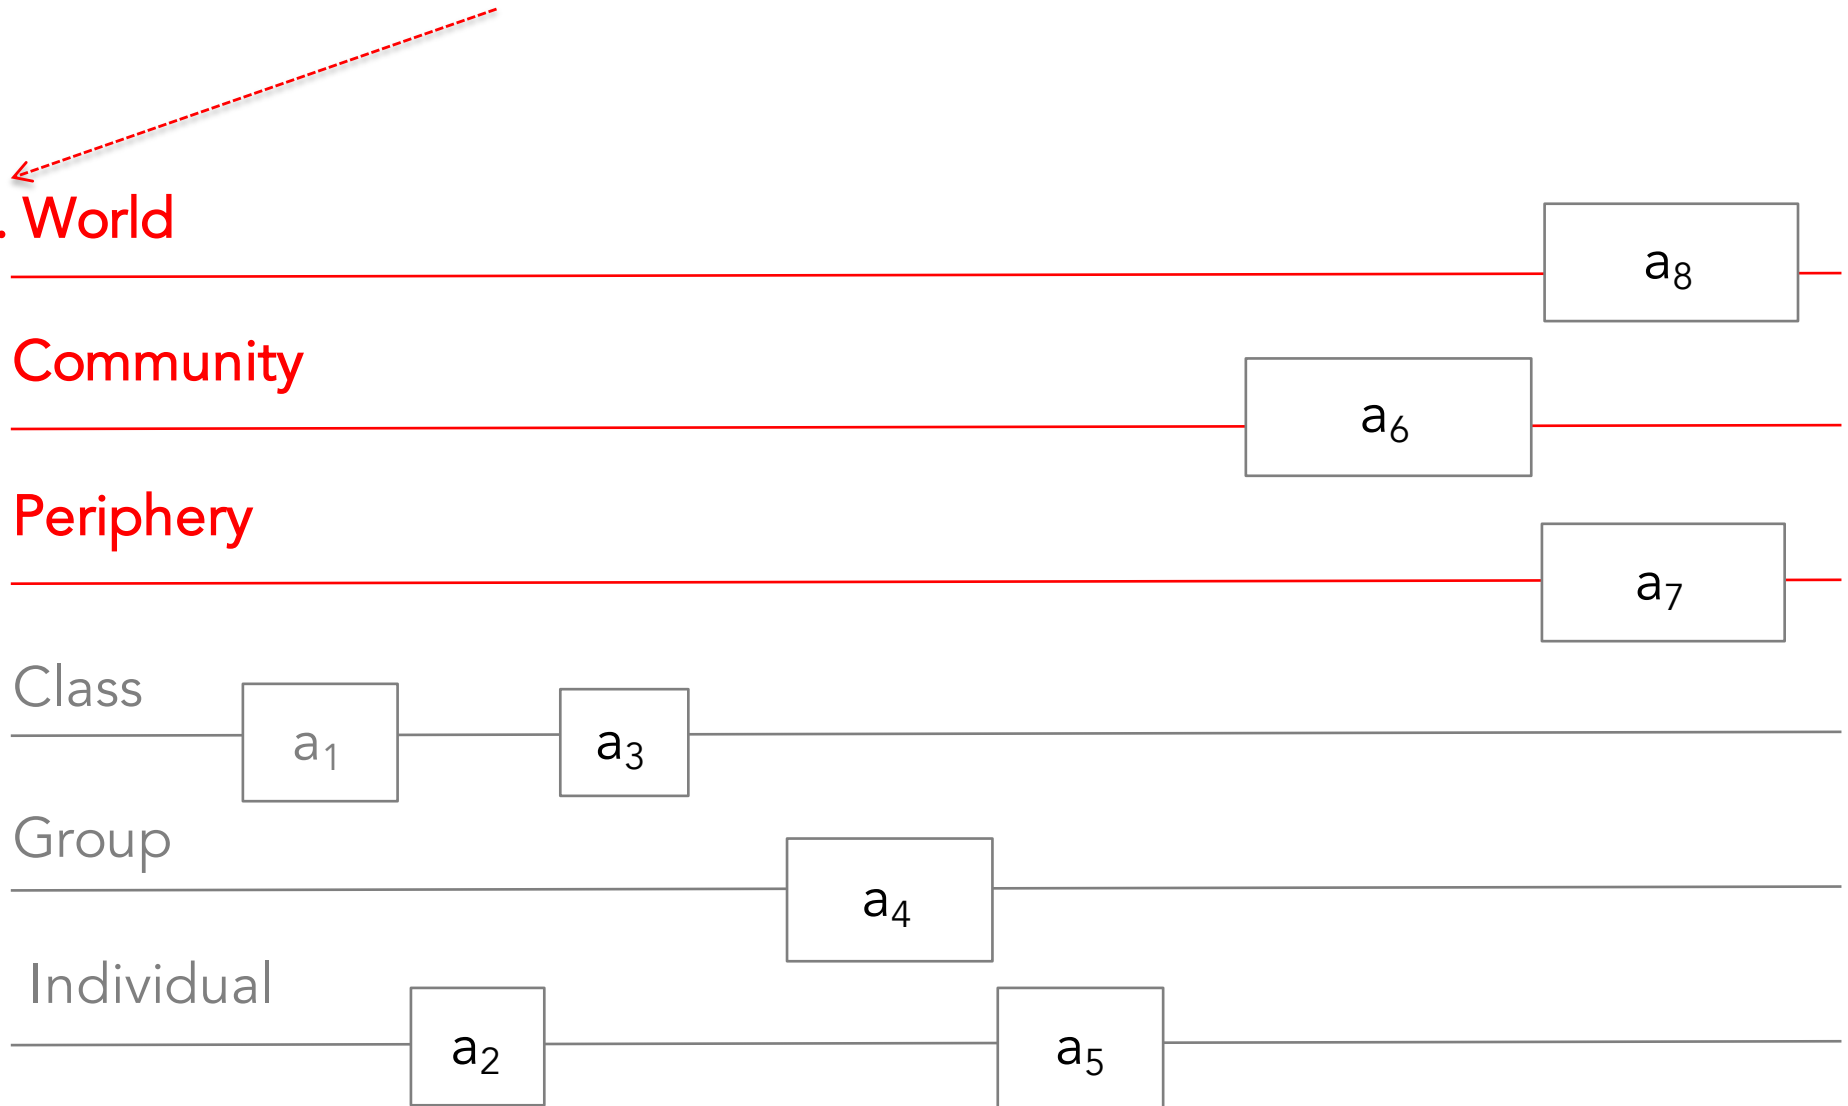 . World
a₈
Community
a₆
Periphery
a₇
Class
a₁ a₃
Group
a₄
Individual
a₂ a₅